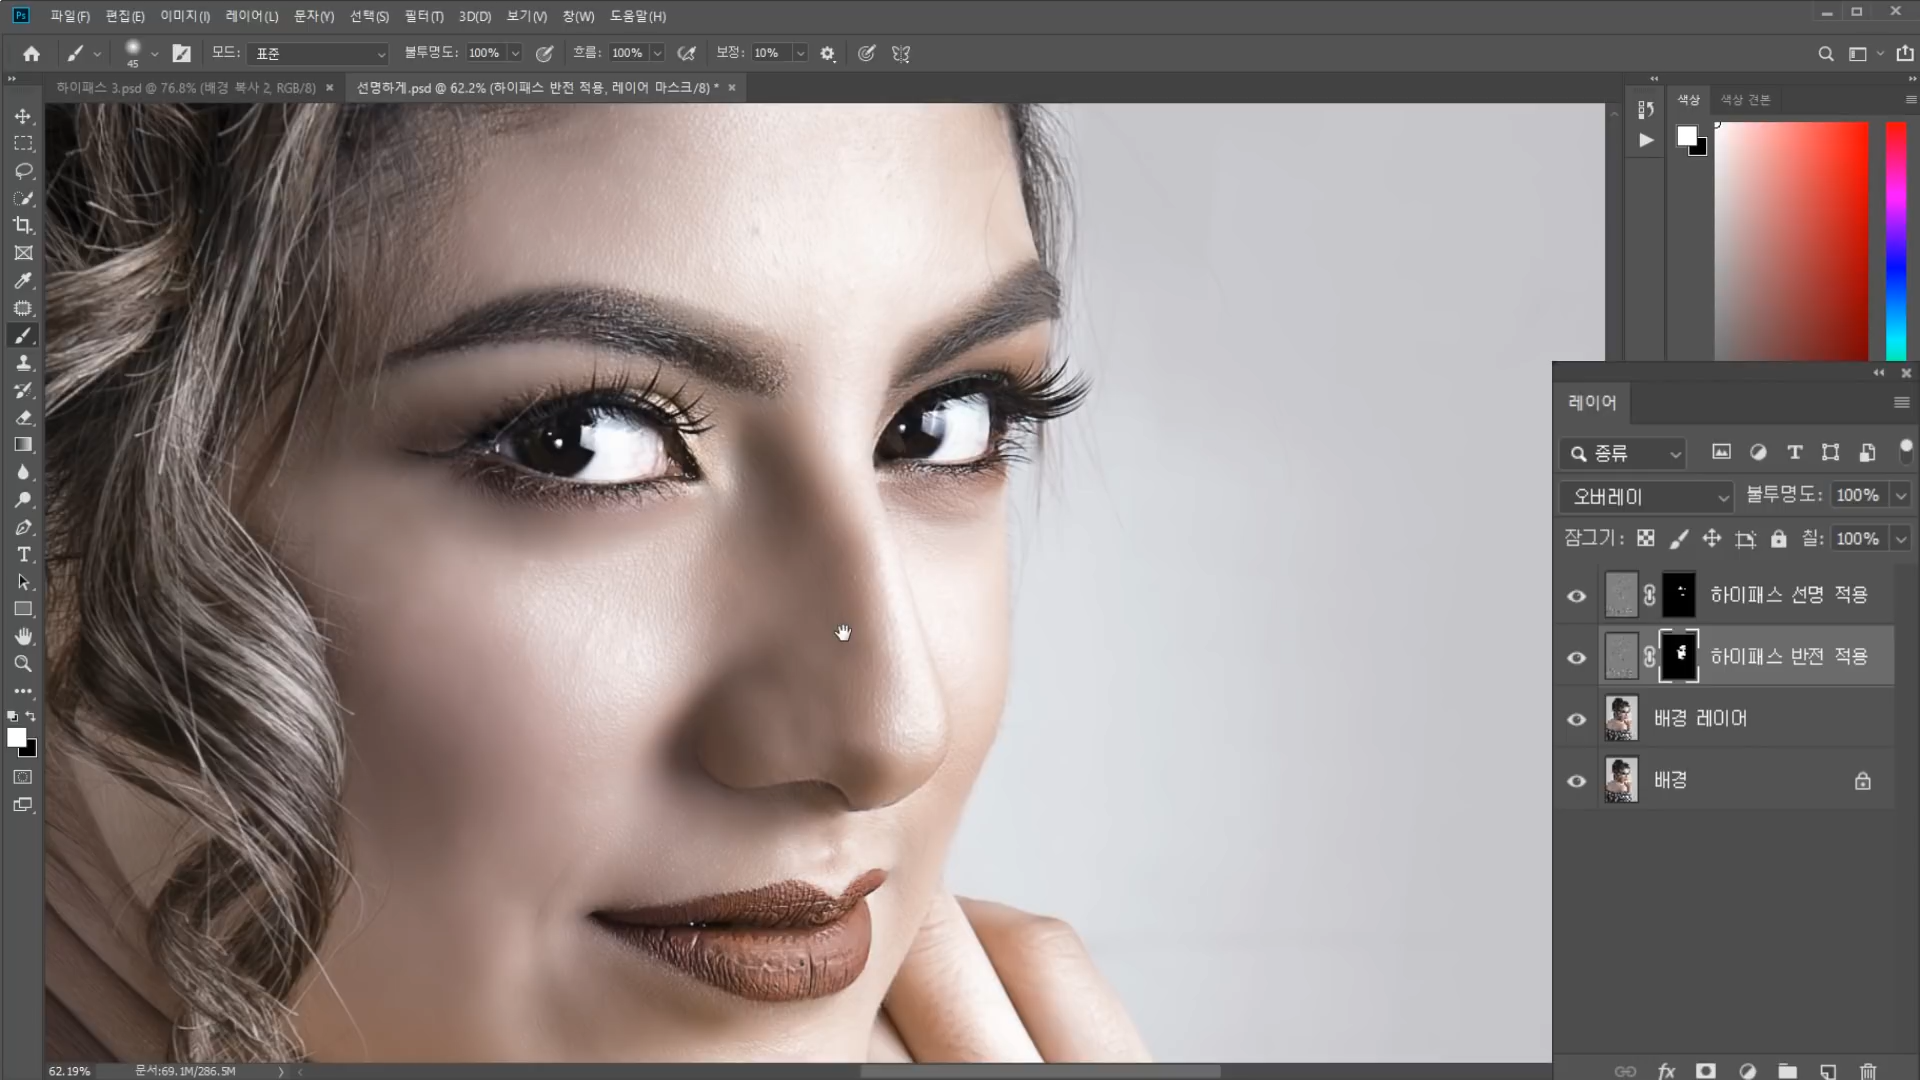 Ps 파일(F) 편집(E) 이미지(I) 레이어(L) 문자(Y) 선택(S) 필터(T) 3D(D) 보기(V) 창(W) 도움말(H)
45 모드: 표준 불투명도: 100% 흐름: 100% 보정: 10%
하이패스 3.psd @ 76.8% (배경 복사 2, RGB/8) 선명하게.psd @ 62.2% (하이패스 반전 적용, 레이어 마스크/8) *
색상 색상 견본
레이어
종류
오버레이 불투명도: 100%
잠그기: 칠: 100%
하이패스 선명 적용
하이패스 반전 적용
배경 레이어
배경
62.19% 문서:69.1M/286.5M